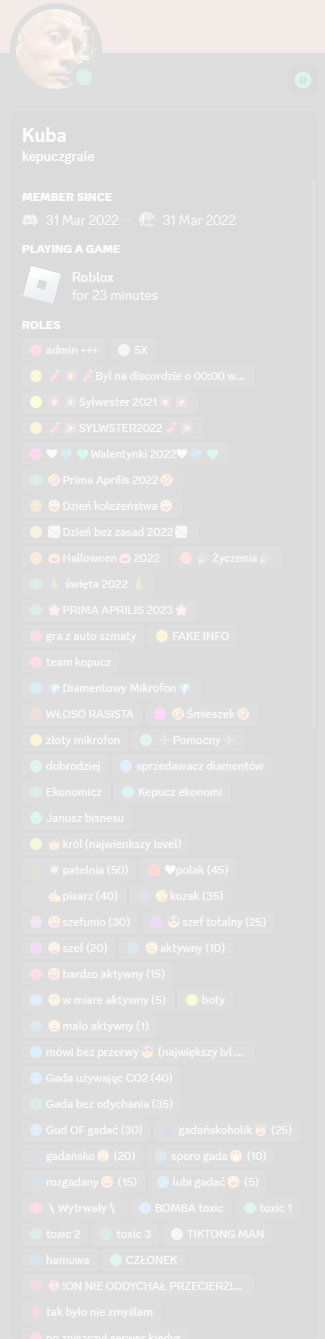 Kuba
kepuczgraie
MEMBER SINCE
31 Mar 2022 • 31 Mar 2022
PLAYING A GAME
Roblox
for 23 minutes
ROLES
admin +++ 5X
🧨 🎇 🧨Byl na discordzie o 00:00 w...
🎇 🎆Sylwester 2021🎇 🎆
🧨 🎆SYLWSTER2022🧨 🎆
🤍 💙 💚Walentynki 2022🤍 💙 💚
🤣Prima Aprilis 2022🤣
😀Dzień koleżeństwa😀
📉Dzień bez zasad 2022📉
🎃Halloween🎃2022 🎉Życzenia🎉
🎄 święta 2022 🎄
🌸PRIMA APRILIS 2023🌸
gra z auto szmaty FAKE INFO
team kepucz
💎Diamentowy Mikrofon💎
WŁOSO RASISTA 🤣Śmieszek🤣
złoty mikrofon ➕Pomocny➕
dobrodziej sprzedawacz diamentów
Ekonomicz Kepucz ekonomi
Janusz bisnesu
👑król (najwienkszy level)
patelnia (50) 🤍polak (45)
✍pisarz (40) kozak (35)
szefunio (30) szef totalny (25)
szef (20) aktywny (10)
bardzo aktywny (15)
w miare aktywny (5) boty
mało aktywny (1)
mówi bez przerwy (największy lvl ...
Gada używając CO2 (40)
Gada bez odychania (35)
Gud OF gadać (30) gadańskoholik (25)
gadańsko (20) sporo gada (10)
rozgadany (15) lubi gadać (5)
\ Wytrwały \ BOMBA toxic toxic 1
toxic 2 toxic 3 TIKTONG MAN
hamuwa CZŁONEK
!ON NIE ODDYCHAŁ PRZECIERZ!...
tak było nie zmyślam
no zniszczył serwer kiedyś